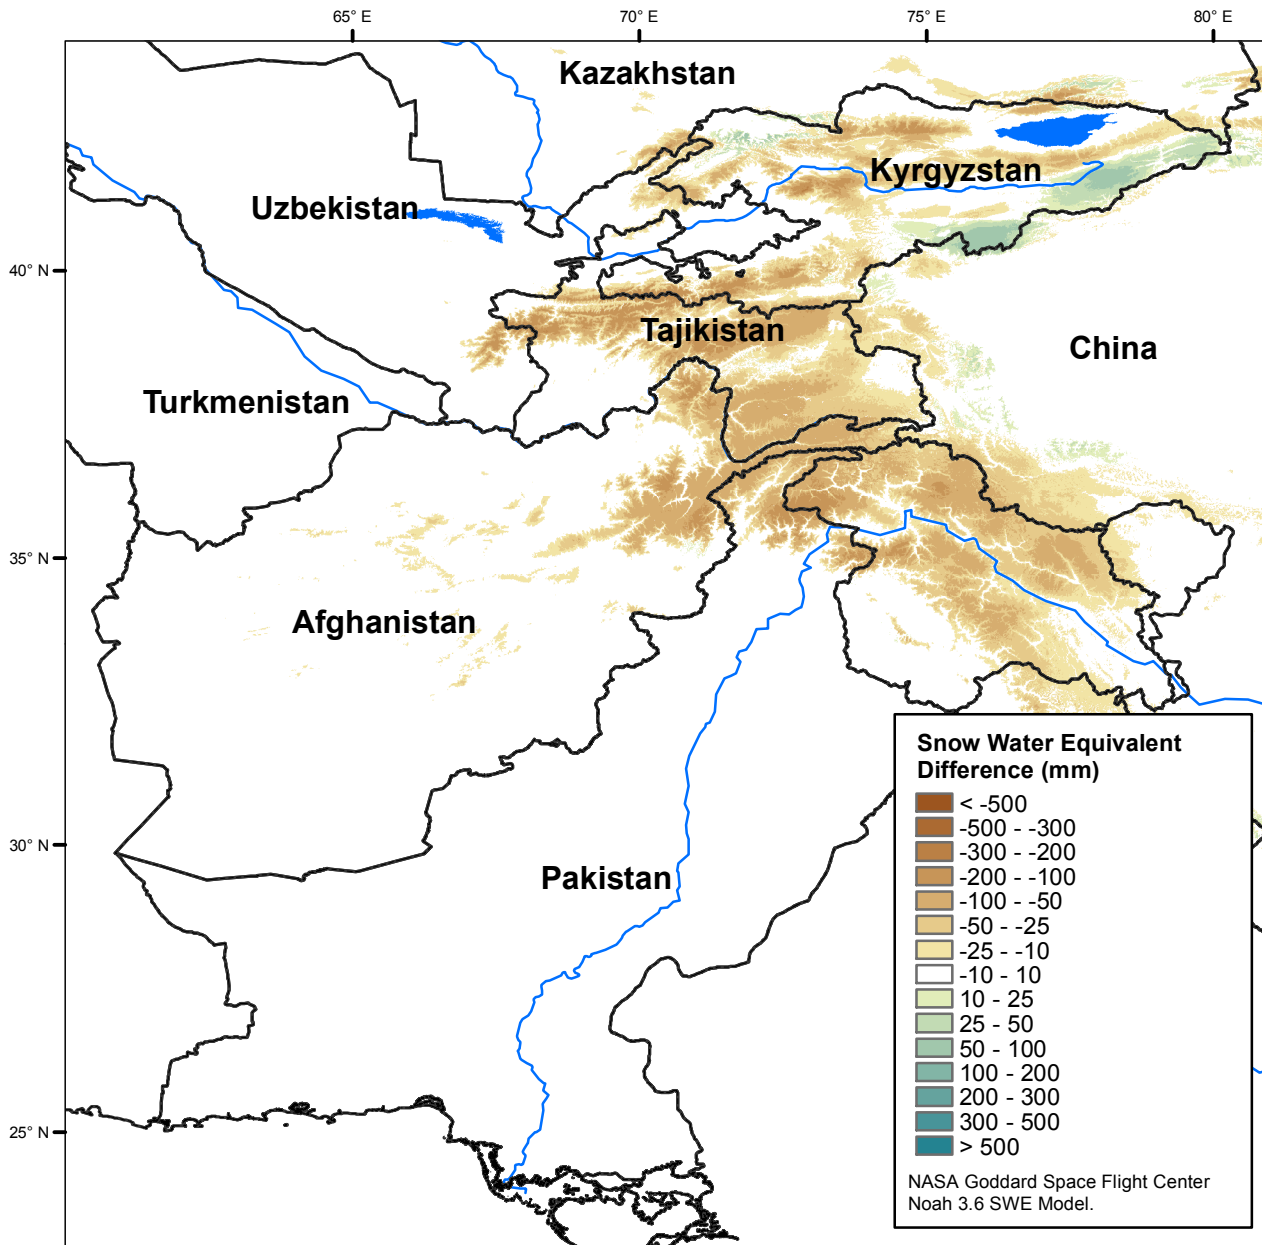 65° E
70° E
75° E
80° E
Kazakhstan
Kyrgyzstan
Uzbekistan
40° N
Tajikistan
China
Turkmenistan
35° N
Afghanistan
30° N
Pakistan
25° N
Snow Water Equivalent
Difference (mm)
< -500
-500 - -300
-300 - -200
-200 - -100
-100 - -50
-50 - -25
-25 - -10
-10 - 10
10 - 25
25 - 50
50 - 100
100 - 200
200 - 300
300 - 500
> 500
NASA Goddard Space Flight Center
Noah 3.6 SWE Model.